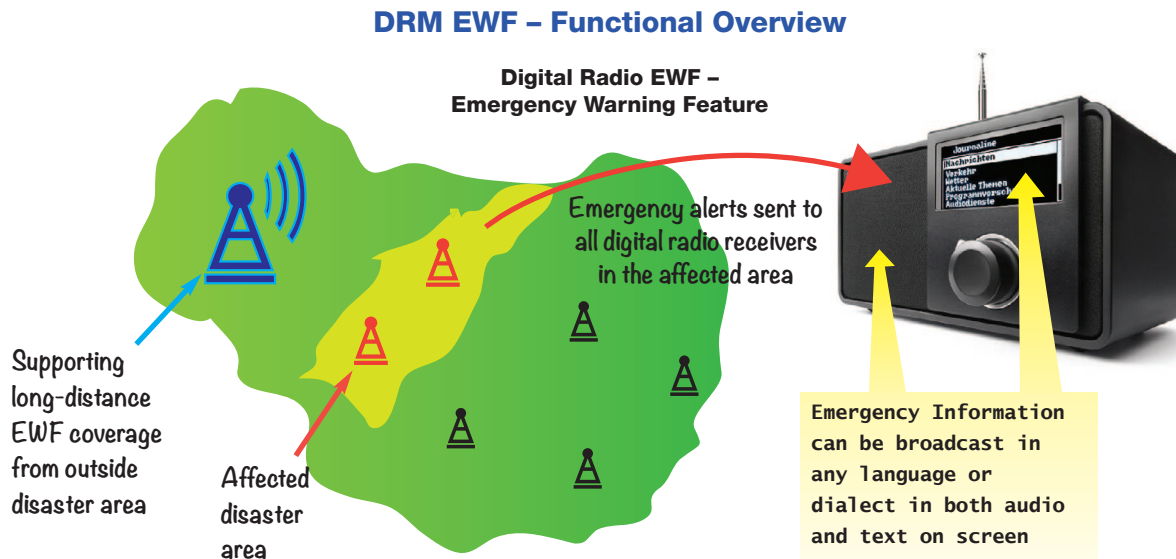 DRM EWF – Functional Overview
Digital Radio EWF –
Emergency Warning Feature
Journaline
Nachrichten
Verkehr
Wetter
Aktuelle Themen
Programmvorsch
Audiodienste
Emergency alerts sent to
all digital radio receivers
in the affected area
Supporting
long-distance
EWF coverage
from outside
disaster area
Affected
disaster
area
Emergency Information
can be broadcast in
any language or
dialect in both audio
and text on screen